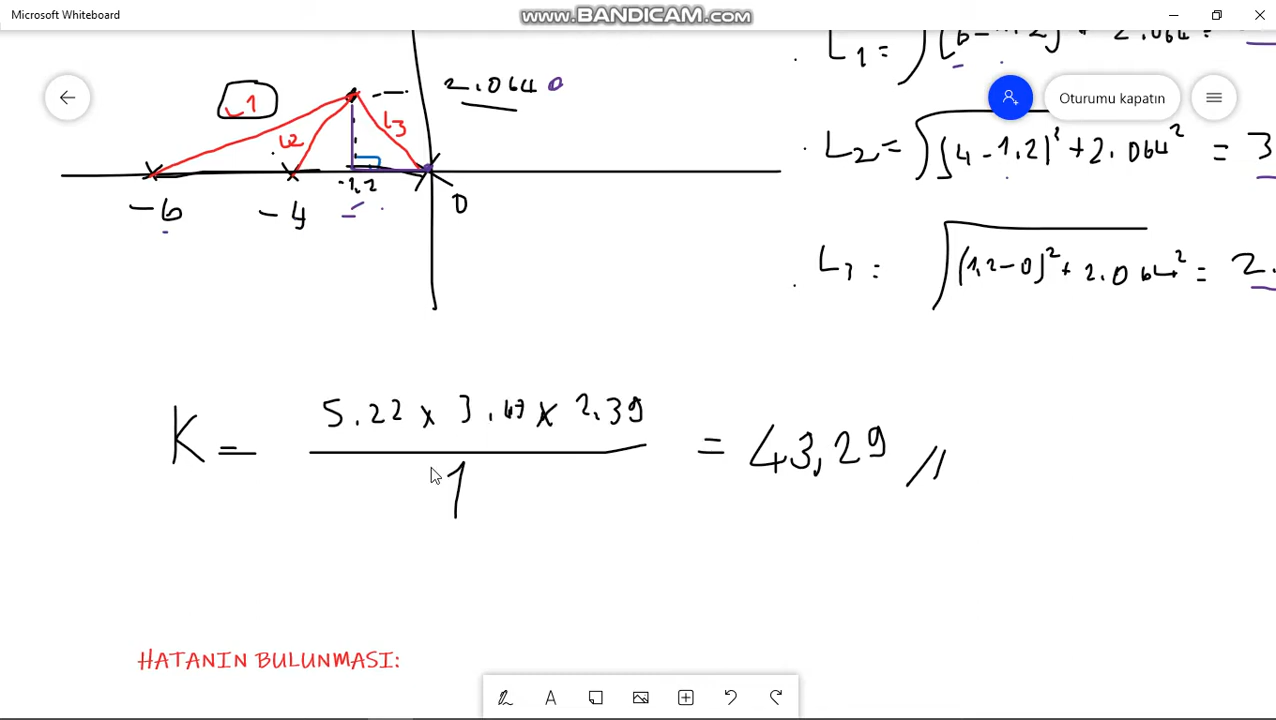 Microsoft Whiteboard
www.BANDICAM.com
Oturumu kapatın
L1 =
L1
L2
L3
2.064 0
-6
-4
-1,2
0
L2 = √(4-1.2)² + 2.064² = 3
L3 = √(1.2-0)² + 2.064² = 2.
K = 5.22 x 3.47 x 2.39 / 1 = 43,29 //
HATANIN BULUNMASI: